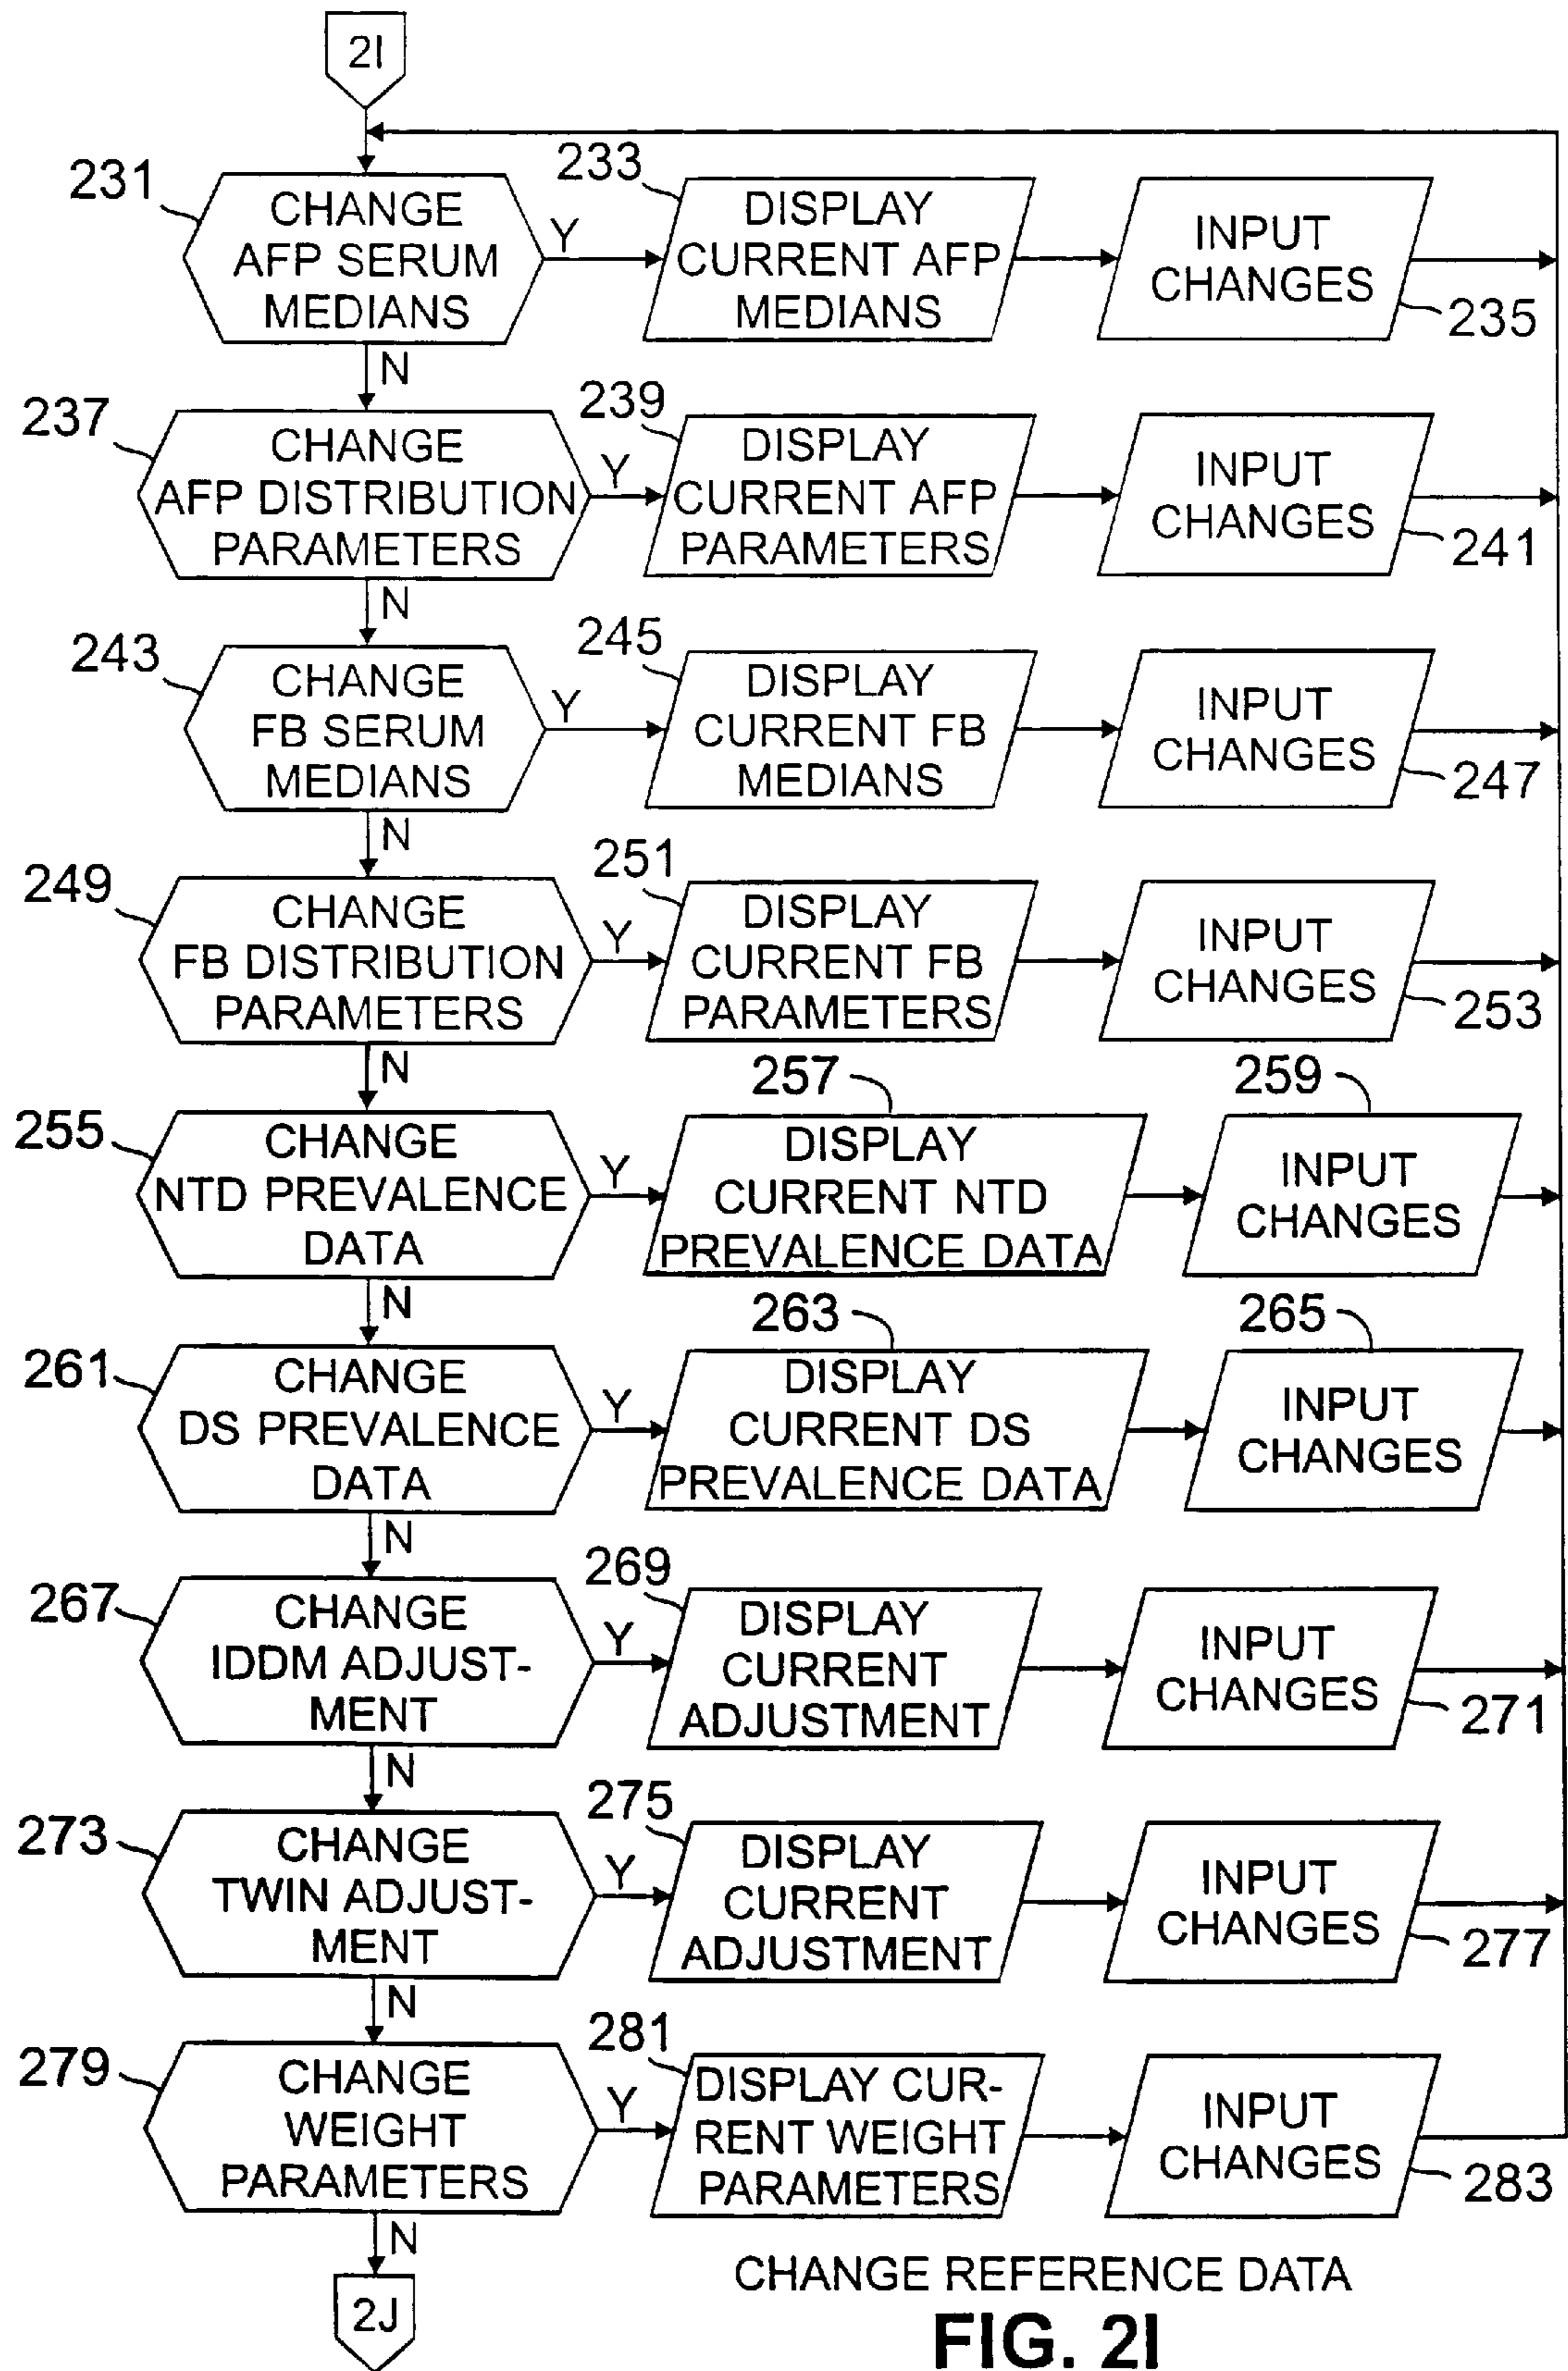 2I
231
CHANGE
AFP SERUM
MEDIANS
Y
233
DISPLAY
CURRENT AFP
MEDIANS
INPUT
CHANGES
235
N
237
CHANGE
AFP DISTRIBUTION
PARAMETERS
Y
239
DISPLAY
CURRENT AFP
PARAMETERS
INPUT
CHANGES
241
N
243
CHANGE
FB SERUM
MEDIANS
Y
245
DISPLAY
CURRENT FB
MEDIANS
INPUT
CHANGES
247
N
249
CHANGE
FB DISTRIBUTION
PARAMETERS
Y
251
DISPLAY
CURRENT FB
PARAMETERS
INPUT
CHANGES
253
N
255
CHANGE
NTD PREVALENCE
DATA
Y
257
DISPLAY
CURRENT NTD
PREVALENCE DATA
259
INPUT
CHANGES
N
261
CHANGE
DS PREVALENCE
DATA
Y
263
DISPLAY
CURRENT DS
PREVALENCE DATA
265
INPUT
CHANGES
N
267
CHANGE
IDDM ADJUST-
MENT
Y
269
DISPLAY
CURRENT
ADJUSTMENT
INPUT
CHANGES
271
N
273
CHANGE
TWIN ADJUST-
MENT
Y
275
DISPLAY
CURRENT
ADJUSTMENT
INPUT
CHANGES
277
N
279
CHANGE
WEIGHT
PARAMETERS
Y
281
DISPLAY CUR-
RENT WEIGHT
PARAMETERS
INPUT
CHANGES
283
N
2J
CHANGE REFERENCE DATA
FIG. 2I